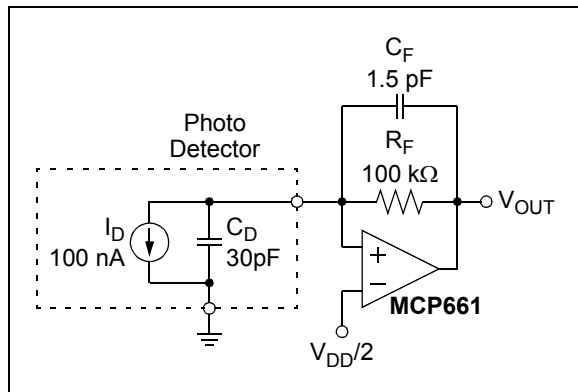 C_F
1.5 pF
R_F
100 kΩ
Photo
Detector
I_D
100 nA
C_D
30pF
V_OUT
+
−
MCP661
V_DD/2